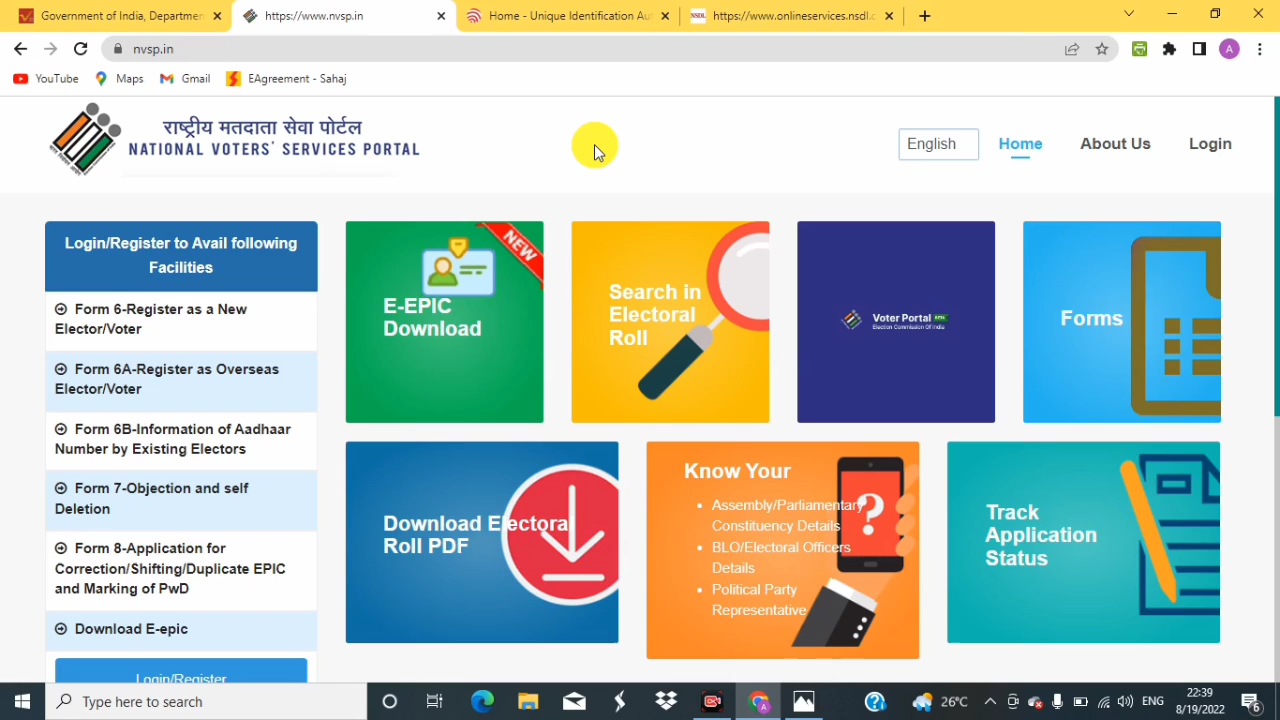 Government of India, Departmen
https://www.nvsp.in
Home - Unique Identification Aut
NSDL
https://www.onlineservices.nsdl.c
nvsp.in
A
YouTube
Maps
Gmail
EAgreement - Sahaj
राष्ट्रीय मतदाता सेवा पोर्टल
NATIONAL VOTERS' SERVICES PORTAL
English
Home
About Us
Login
Login/Register to Avail following
Facilities
Form 6-Register as a New
Elector/Voter
Form 6A-Register as Overseas
Elector/Voter
Form 6B-Information of Aadhaar
Number by Existing Electors
Form 7-Objection and self
Deletion
Form 8-Application for
Correction/Shifting/Duplicate EPIC
and Marking of PwD
Download E-epic
Login/Register
NEW
E-EPIC
Download
Search in
Electoral
Roll
Voter Portal
Election Commission Of India
Forms
Download Electora
Roll PDF
Know Your
Assembly/Parliamentary
Constituency Details
BLO/Electoral Officers
Details
Political Party
Representative
?
Track
Application
Status
Type here to search
26°C
ENG
22:39
8/19/2022
6